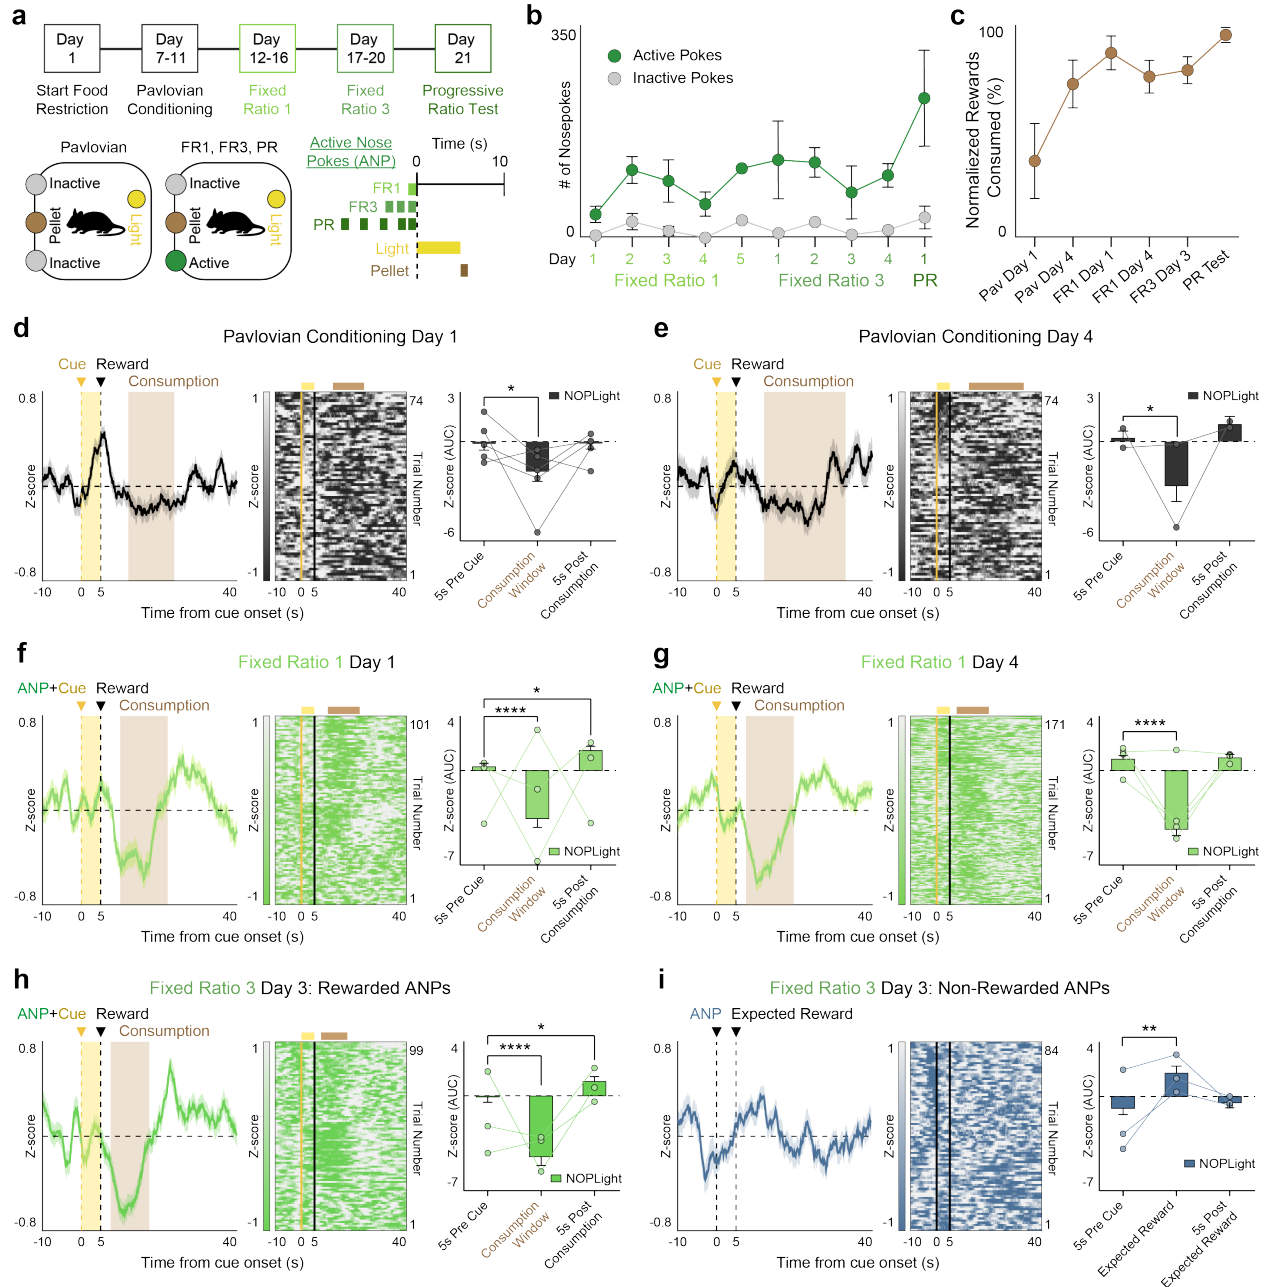 a
Day
1
Day
7-11
Day
12-16
Day
17-20
Day
21
Start Food
Restriction
Pavlovian
Conditioning
Fixed
Ratio 1
Fixed
Ratio 3
Progressive
Ratio Test
Pavlovian
Inactive
Pellet
Light
Inactive
FR1, FR3, PR
Inactive
Pellet
Light
Active
Active Nose
Pokes (ANP)
Time (s)
0
10
FR1
FR3
PR
Light
Pellet
b
350
# of Nosepokes
0
Active Pokes
Inactive Pokes
Day
1 2 3 4 5 1 2 3 4 1
Fixed Ratio 1
Fixed Ratio 3
PR
c
100
Normaliezed Rewards
Consumed (%)
0
Pav Day 1
Pav Day 4
FR1 Day 1
FR1 Day 4
FR3 Day 3
PR Test
d
Pavlovian Conditioning Day 1
Cue
Reward
Consumption
0.8
Z-score
-0.8
-10 0 5 40
Time from cue onset (s)
1
Z-score
-1
74
Trial Number
1
-10 0 5 40
3
Z-score (AUC)
-6
*
NOPLight
5s Pre Cue
Consumption
Window
5s Post
Consumption
e
Pavlovian Conditioning Day 4
Cue
Reward
Consumption
0.8
Z-score
-0.8
-10 0 5 40
Time from cue onset (s)
1
Z-score
-1
74
Trial Number
1
-10 0 5 40
3
Z-score (AUC)
-6
*
NOPLight
5s Pre Cue
Consumption
Window
5s Post
Consumption
f
Fixed Ratio 1 Day 1
ANP+Cue
Reward
Consumption
0.8
Z-score
-0.8
-10 0 5 40
Time from cue onset (s)
1
Z-score
-1
101
Trial Number
1
-10 0 5 40
4
Z-score (AUC)
-7
*
****
NOPLight
5s Pre Cue
Consumption
Window
5s Post
Consumption
g
Fixed Ratio 1 Day 4
ANP+Cue
Reward
Consumption
0.8
Z-score
-0.8
-10 0 5 40
Time from cue onset (s)
1
Z-score
-1
171
Trial Number
1
-10 0 5 40
4
Z-score (AUC)
-7
****
NOPLight
5s Pre Cue
Consumption
Window
5s Post
Consumption
h
Fixed Ratio 3 Day 3: Rewarded ANPs
ANP+Cue
Reward
Consumption
0.8
Z-score
-0.8
-10 0 5 40
Time from cue onset (s)
1
Z-score
-1
99
Trial Number
1
-10 0 5 40
4
Z-score (AUC)
-7
*
****
NOPLight
5s Pre Cue
Consumption
Window
5s Post
Consumption
i
Fixed Ratio 3 Day 3: Non-Rewarded ANPs
ANP
Expected Reward
0.8
Z-score
-0.8
-10 0 5 40
Time from cue onset (s)
1
Z-score
-1
84
Trial Number
1
-10 0 5 40
4
Z-score (AUC)
-7
**
NOPLight
5s Pre Cue
Expected Reward
5s Post
Expected Reward